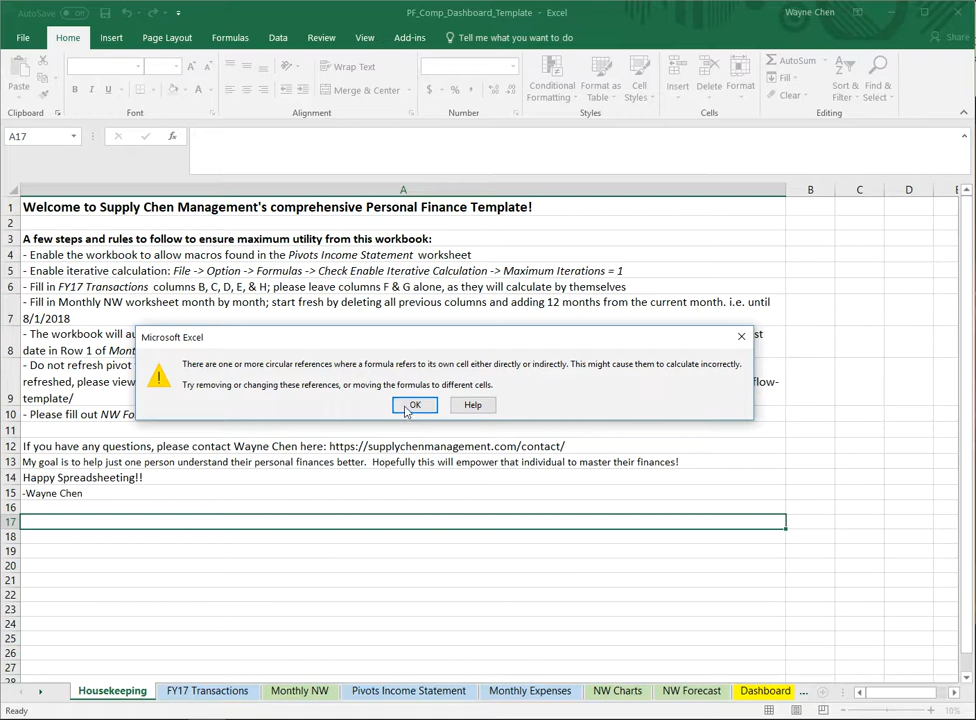 AutoSave Off PF_Comp_Dashboard_Template - Excel Wayne Chen
File Home Insert Page Layout Formulas Data Review View Add-ins Tell me what you want to do Share
Paste
B I U
Wrap Text
Merge & Center
$ % ,
Conditional Formatting
Format as Table
Cell Styles
Insert Delete Format
AutoSum
Fill
Clear
Sort & Filter
Find & Select
Clipboard Font Alignment Number Styles Cells Editing
A17 fx
A B C D E
1 Welcome to Supply Chen Management's comprehensive Personal Finance Template!
2
3 A few steps and rules to follow to ensure maximum utility from this workbook:
4 - Enable the workbook to allow macros found in the Pivots Income Statement worksheet
5 - Enable iterative calculation: File -> Option -> Formulas -> Check Enable Iterative Calculation -> Maximum Iterations = 1
6 - Fill in FY17 Transactions columns B, C, D, E, & H; please leave columns F & G alone, as they will calculate by themselves
- Fill in Monthly NW worksheet month by month; start fresh by deleting all previous columns and adding 12 months from the current month. i.e. until
7 8/1/2018
- The workbook will au
8 date in Row 1 of Mont
- Do not refresh pivot
refreshed, please view flow-
9 template/
10 - Please fill out NW Fo
11
12 If you have any questions, please contact Wayne Chen here: https://supplychenmanagement.com/contact/
13 My goal is to help just one person understand their personal finances better. Hopefully this will empower that individual to master their finances!
14 Happy Spreadsheeting!!
15 -Wayne Chen
16
17
18
19
20
21
22
23
24
25
26
27
28
Microsoft Excel
There are one or more circular references where a formula refers to its own cell either directly or indirectly. This might cause them to calculate incorrectly.
Try removing or changing these references, or moving the formulas to different cells.
OK Help
Housekeeping FY17 Transactions Monthly NW Pivots Income Statement Monthly Expenses NW Charts NW Forecast Dashboard ...
Ready 10%